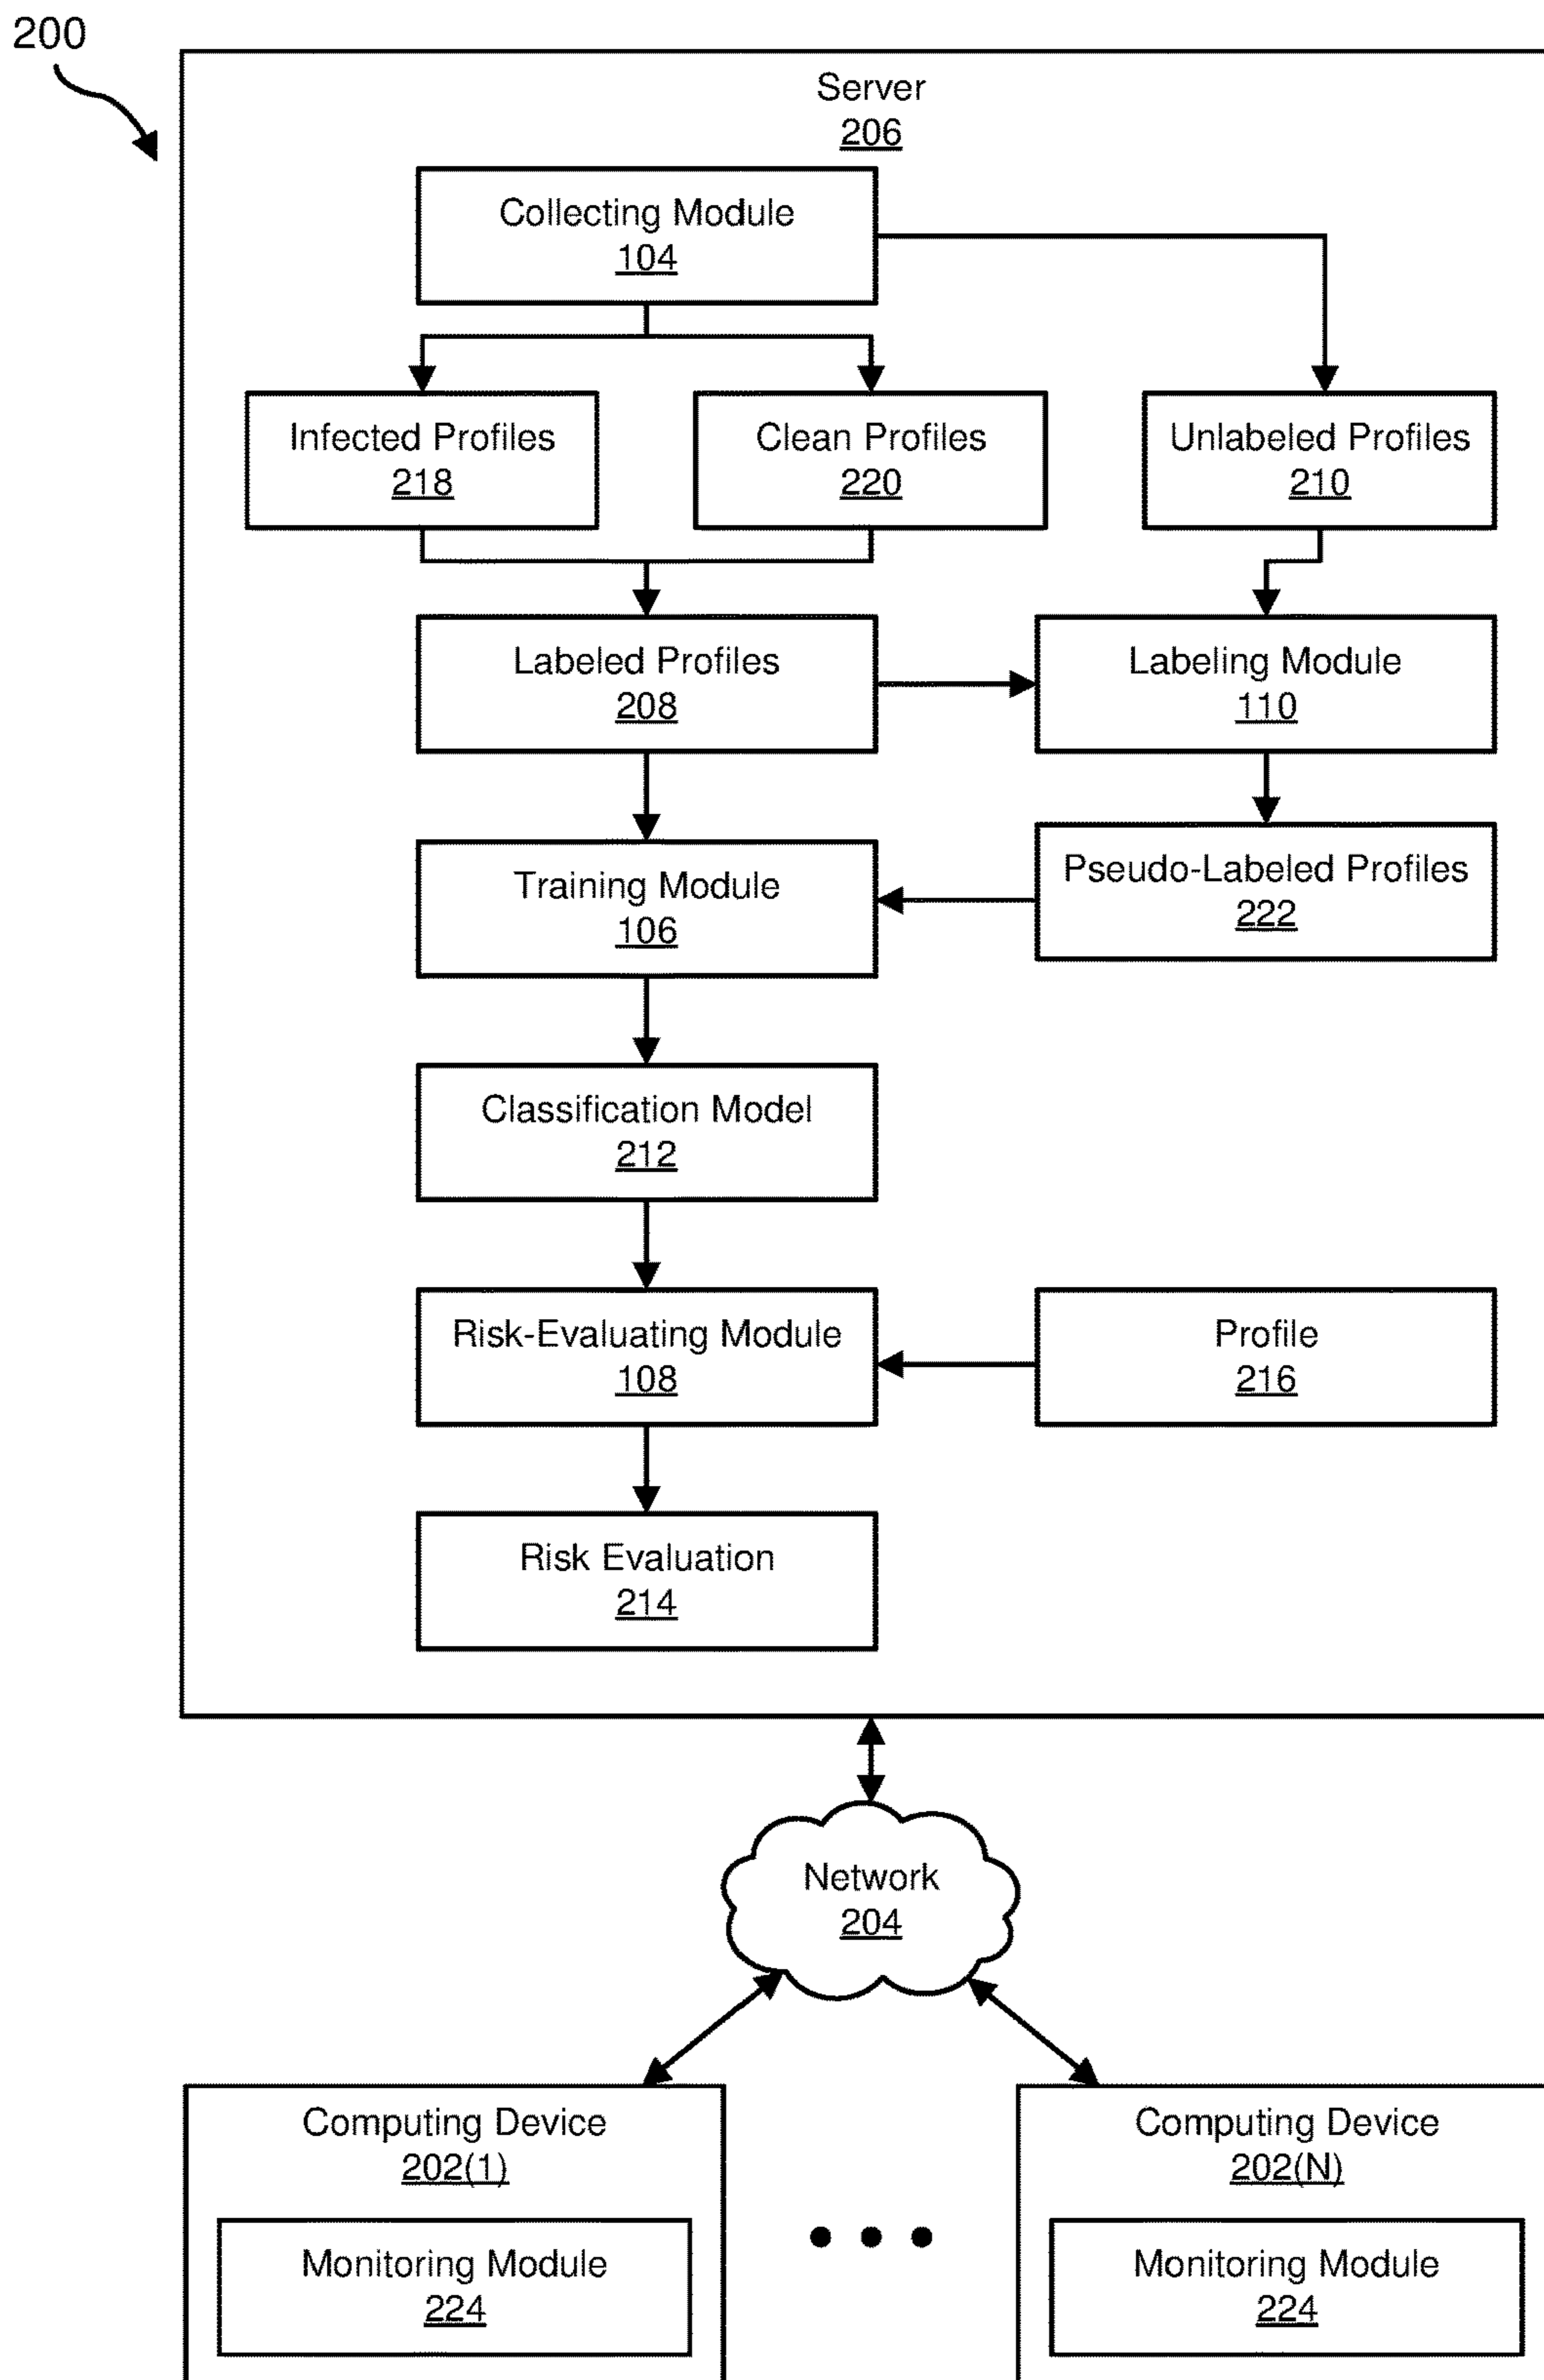 200
Server
206
Collecting Module
104
Infected Profiles
218
Clean Profiles
220
Unlabeled Profiles
210
Labeled Profiles
208
Labeling Module
110
Training Module
106
Pseudo-Labeled Profiles
222
Classification Model
212
Risk-Evaluating Module
108
Profile
216
Risk Evaluation
214
Network
204
Computing Device
202(1)
Monitoring Module
224
Computing Device
202(N)
Monitoring Module
224